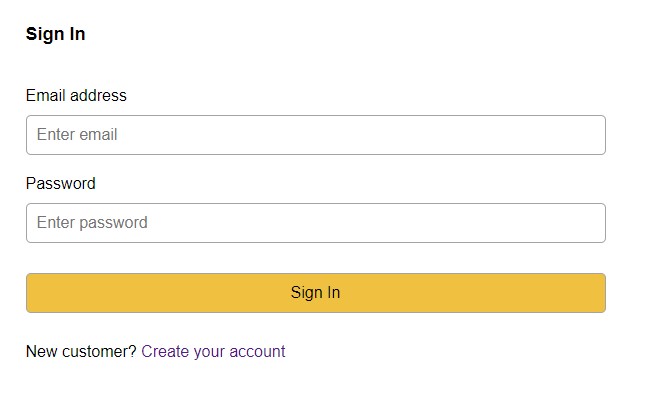 Sign In
Email address
Enter email
Password
Enter password
Sign In
New customer? Create your account